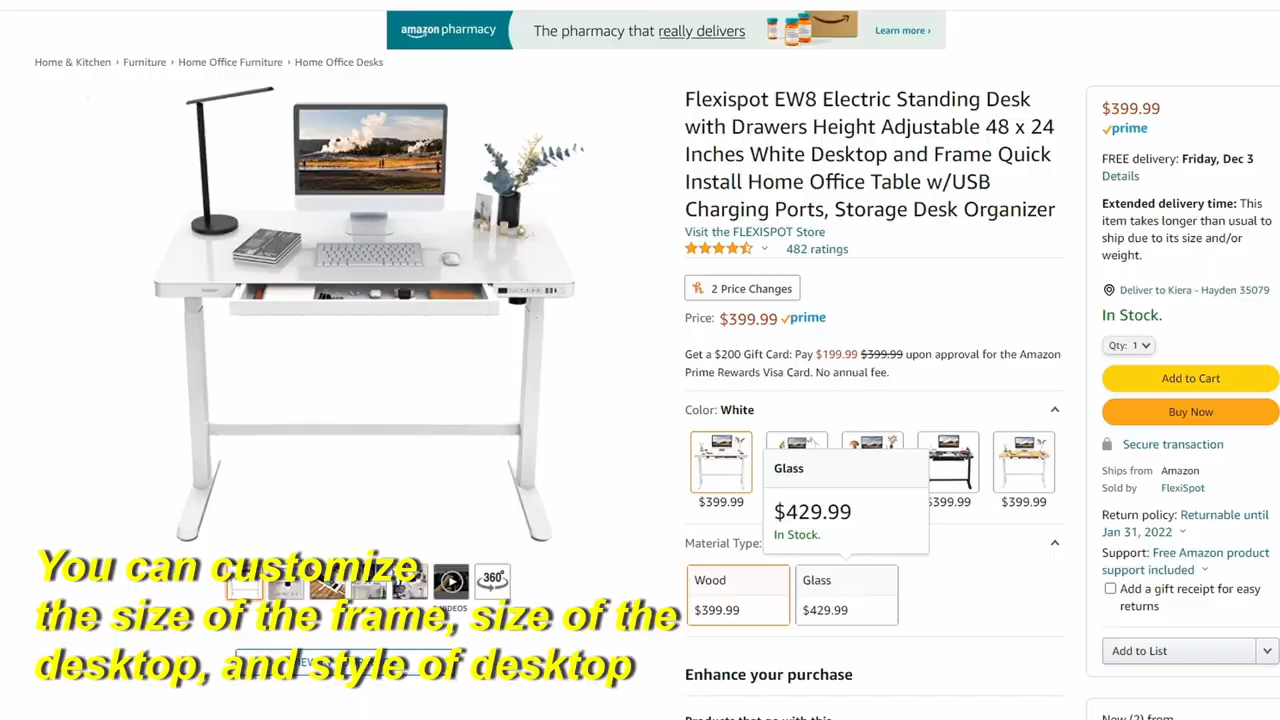 amazon pharmacy
The pharmacy that really delivers
Learn more ›
Home & Kitchen › Furniture › Home Office Furniture › Home Office Desks
Flexispot EW8 Electric Standing Desk
with Drawers Height Adjustable 48 x 24
Inches White Desktop and Frame Quick
Install Home Office Table w/USB
Charging Ports, Storage Desk Organizer
Visit the FLEXISPOT Store
482 ratings
2 Price Changes
Price: $399.99 prime
Get a $200 Gift Card: Pay $199.99 $399.99 upon approval for the Amazon
Prime Rewards Visa Card. No annual fee.
Color: White
$399.99
$399.99
$399.99
Glass
$429.99
In Stock.
Material Type:
Wood
$399.99
Glass
$429.99
Enhance your purchase
360°
VIDEOS
You can customize
the size of the frame, size of the
desktop, and style of desktop
$399.99
prime
FREE delivery: Friday, Dec 3
Details
Extended delivery time: This
item takes longer than usual to
ship due to its size and/or
weight.
Deliver to Kiera - Hayden 35079
In Stock.
Qty: 1
Add to Cart
Buy Now
Secure transaction
Ships from Amazon
Sold by FlexiSpot
Return policy: Returnable until
Jan 31, 2022
Support: Free Amazon product
support included
Add a gift receipt for easy
returns
Add to List
New (2) from